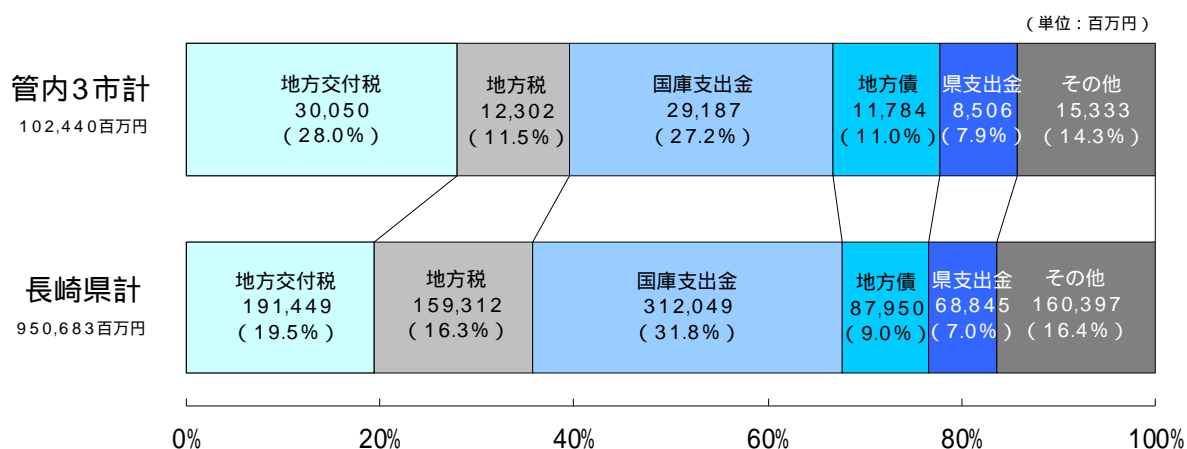 （単位：百万円）
管内3市計
102,440百万円
地方交付税
30,050
（28.0%）
地方税
12,302
（11.5%）
国庫支出金
29,187
（27.2%）
地方債
11,784
（11.0%）
県支出金
8,506
（7.9%）
その他
15,333
（14.3%）
長崎県計
950,683百万円
地方交付税
191,449
（19.5%）
地方税
159,312
（16.3%）
国庫支出金
312,049
（31.8%）
地方債
87,950
（9.0%）
県支出金
68,845
（7.0%）
その他
160,397
（16.4%）
0% 20% 40% 60% 80% 100%